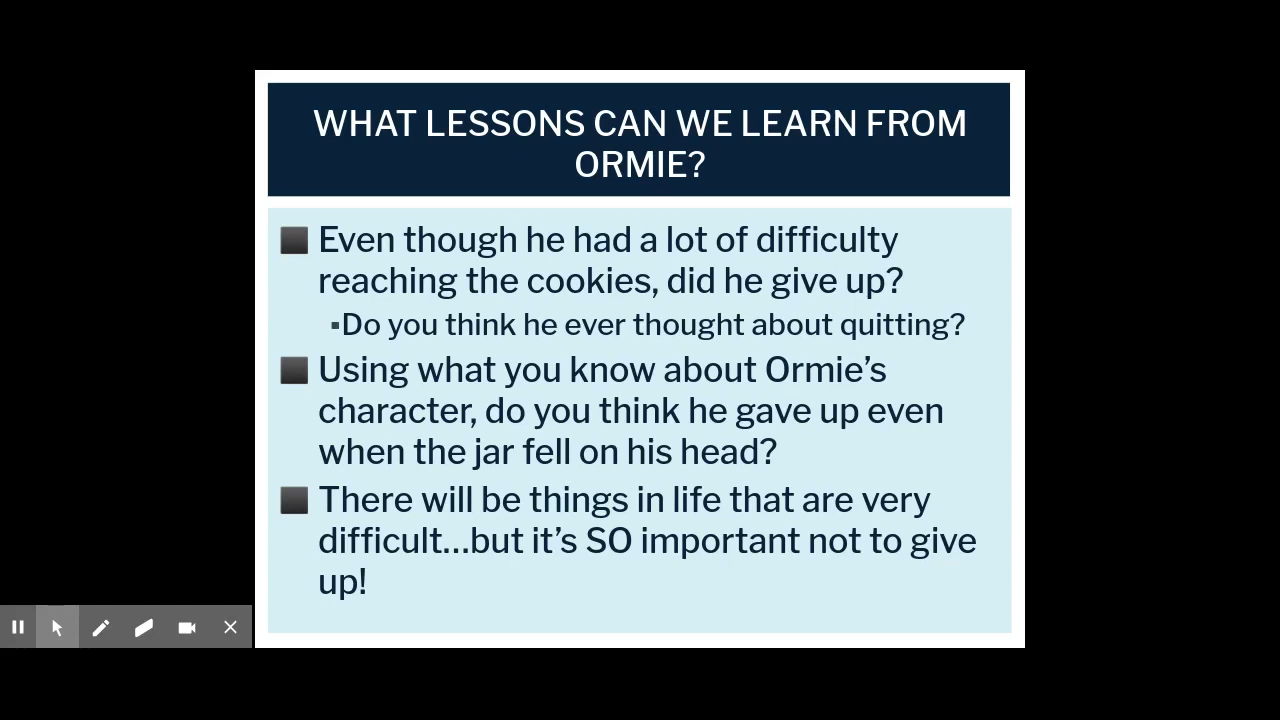 WHAT LESSONS CAN WE LEARN FROM
ORMIE?
Even though he had a lot of difficulty
reaching the cookies, did he give up?
▪Do you think he ever thought about quitting?
Using what you know about Ormie’s
character, do you think he gave up even
when the jar fell on his head?
There will be things in life that are very
difficult...but it’s SO important not to give
up!